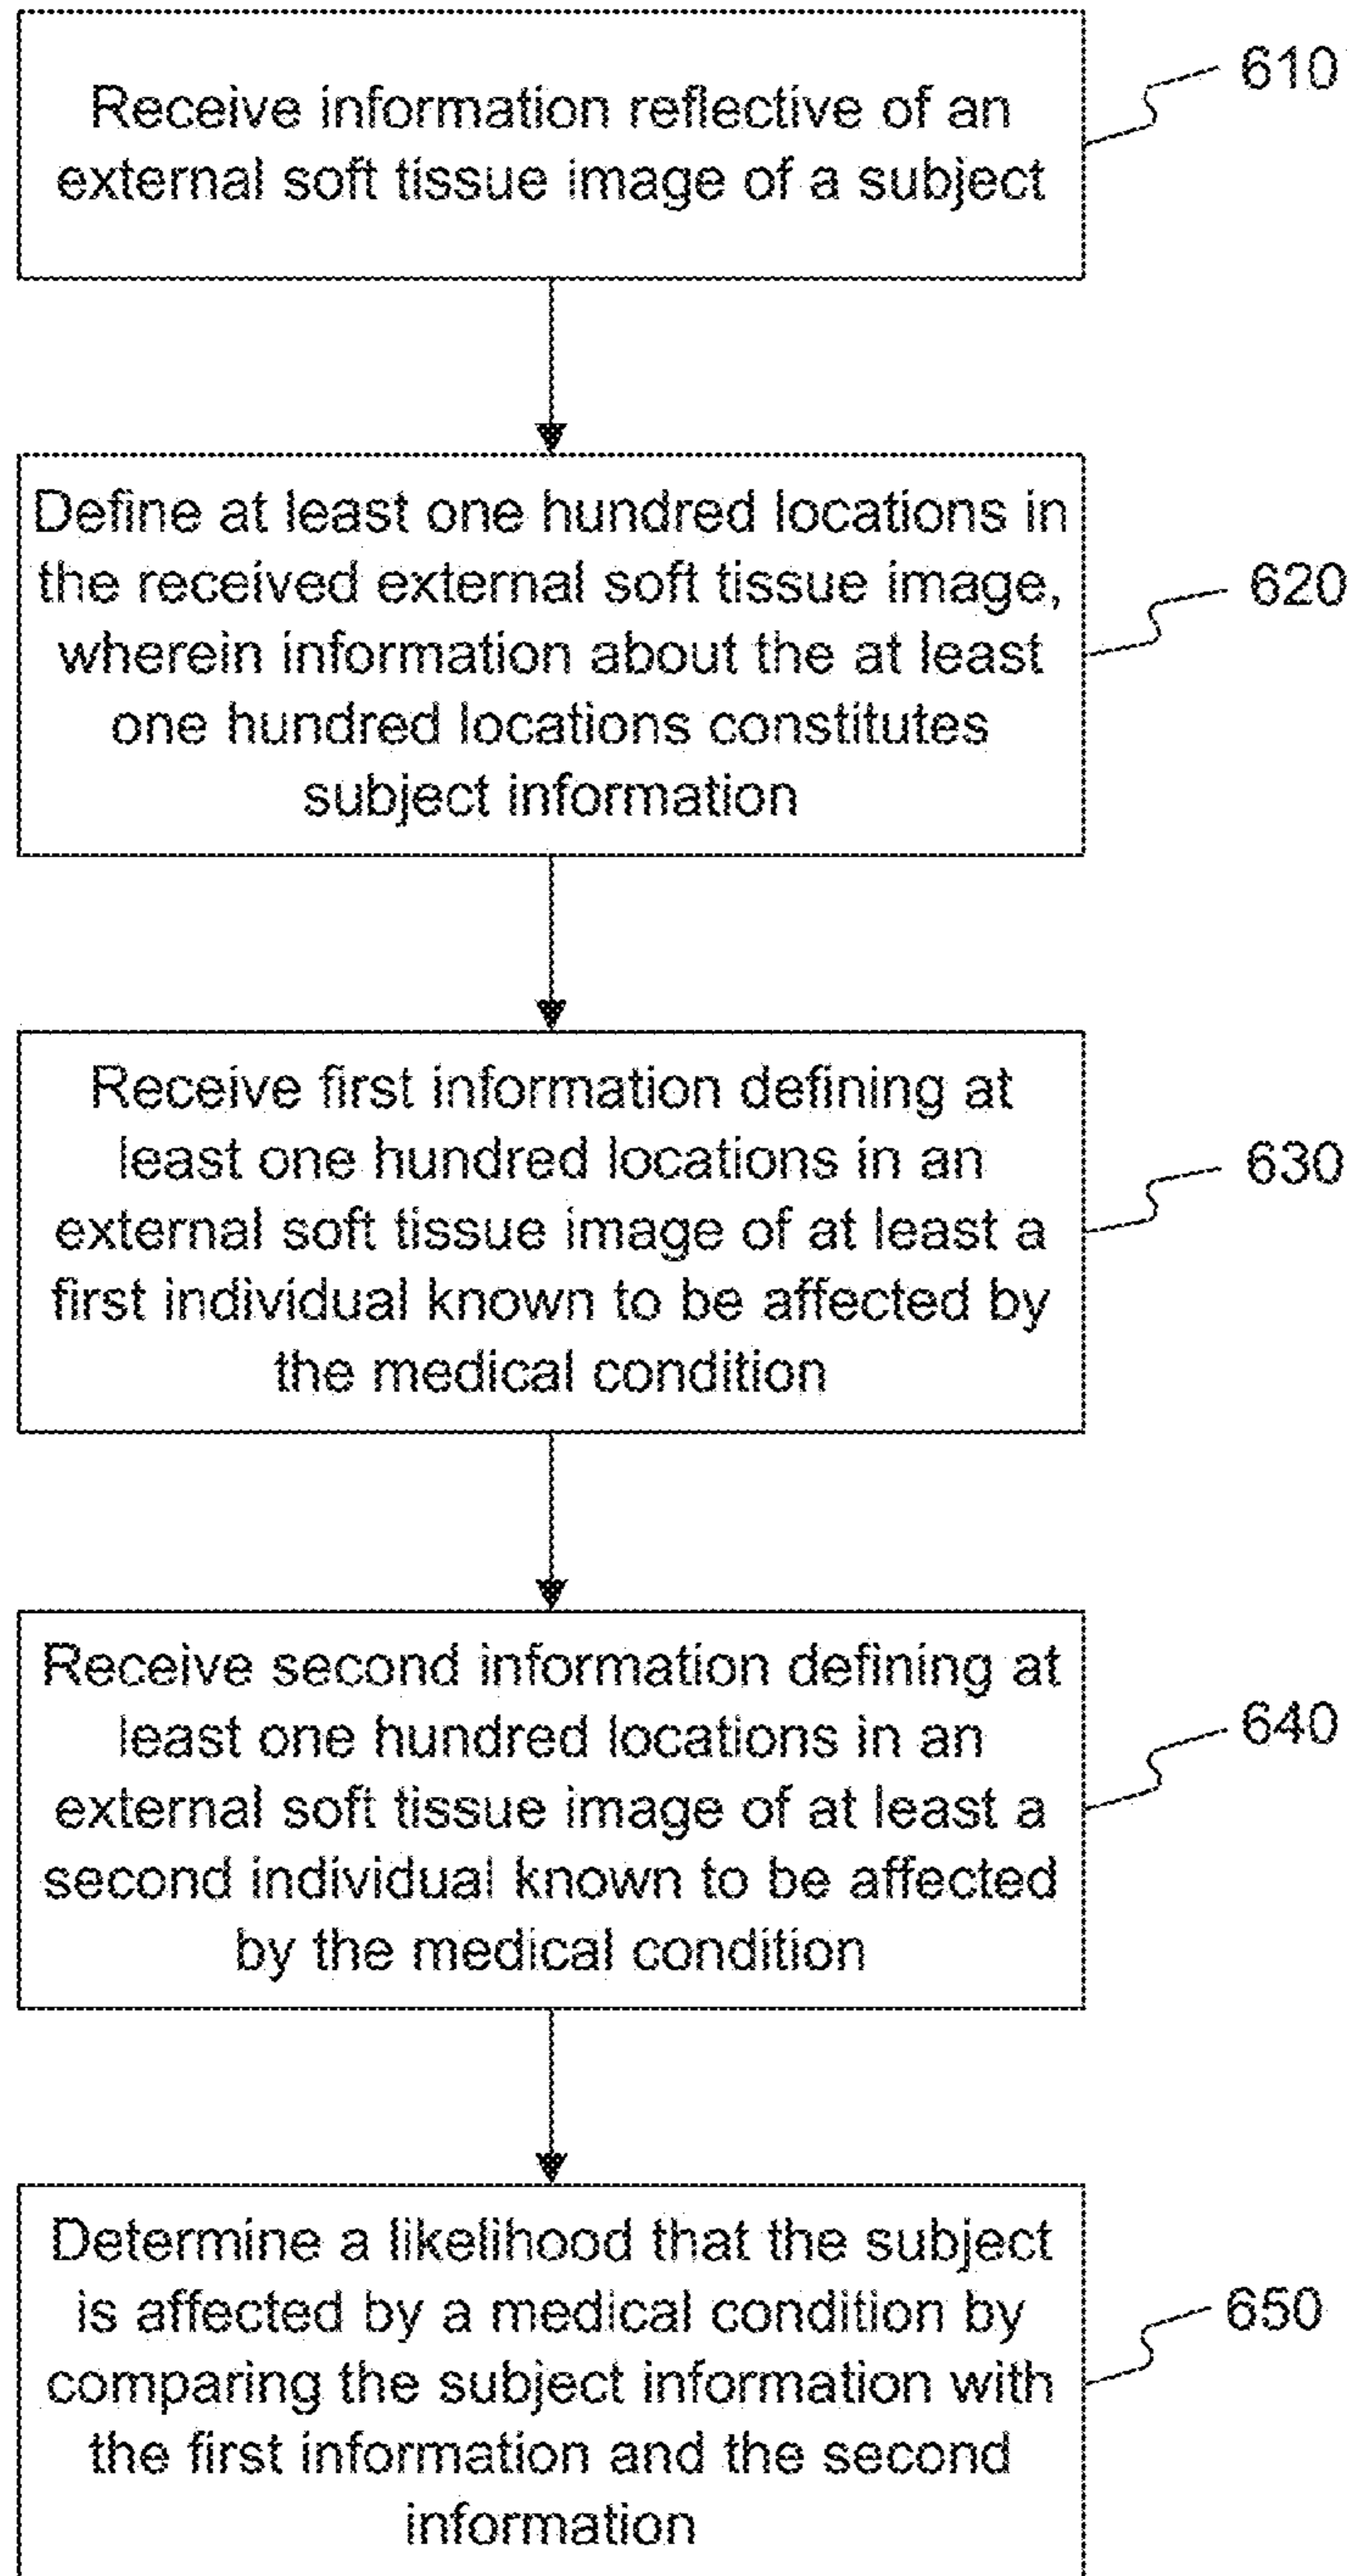 Receive information reflective of an
external soft tissue image of a subject
610
Define at least one hundred locations in
the received external soft tissue image,
wherein information about the at least
one hundred locations constitutes
subject information
620
Receive first information defining at
least one hundred locations in an
external soft tissue image of at least a
first individual known to be affected by
the medical condition
630
Receive second information defining at
least one hundred locations in an
external soft tissue image of at least a
second individual known to be affected
by the medical condition
640
Determine a likelihood that the subject
is affected by a medical condition by
comparing the subject information with
the first information and the second
information
650